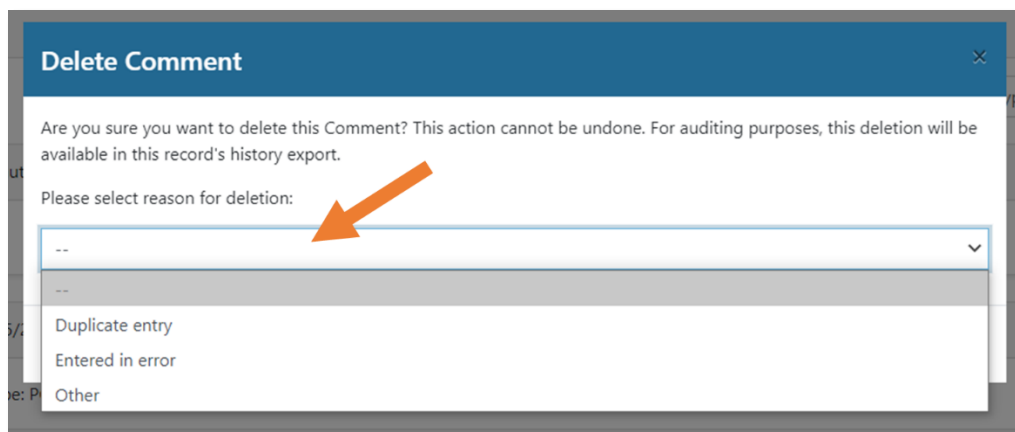 Delete Comment
×
Are you sure you want to delete this Comment? This action cannot be undone. For auditing purposes, this deletion will be
available in this record's history export.
Please select reason for deletion:
--
--
Duplicate entry
Entered in error
Other